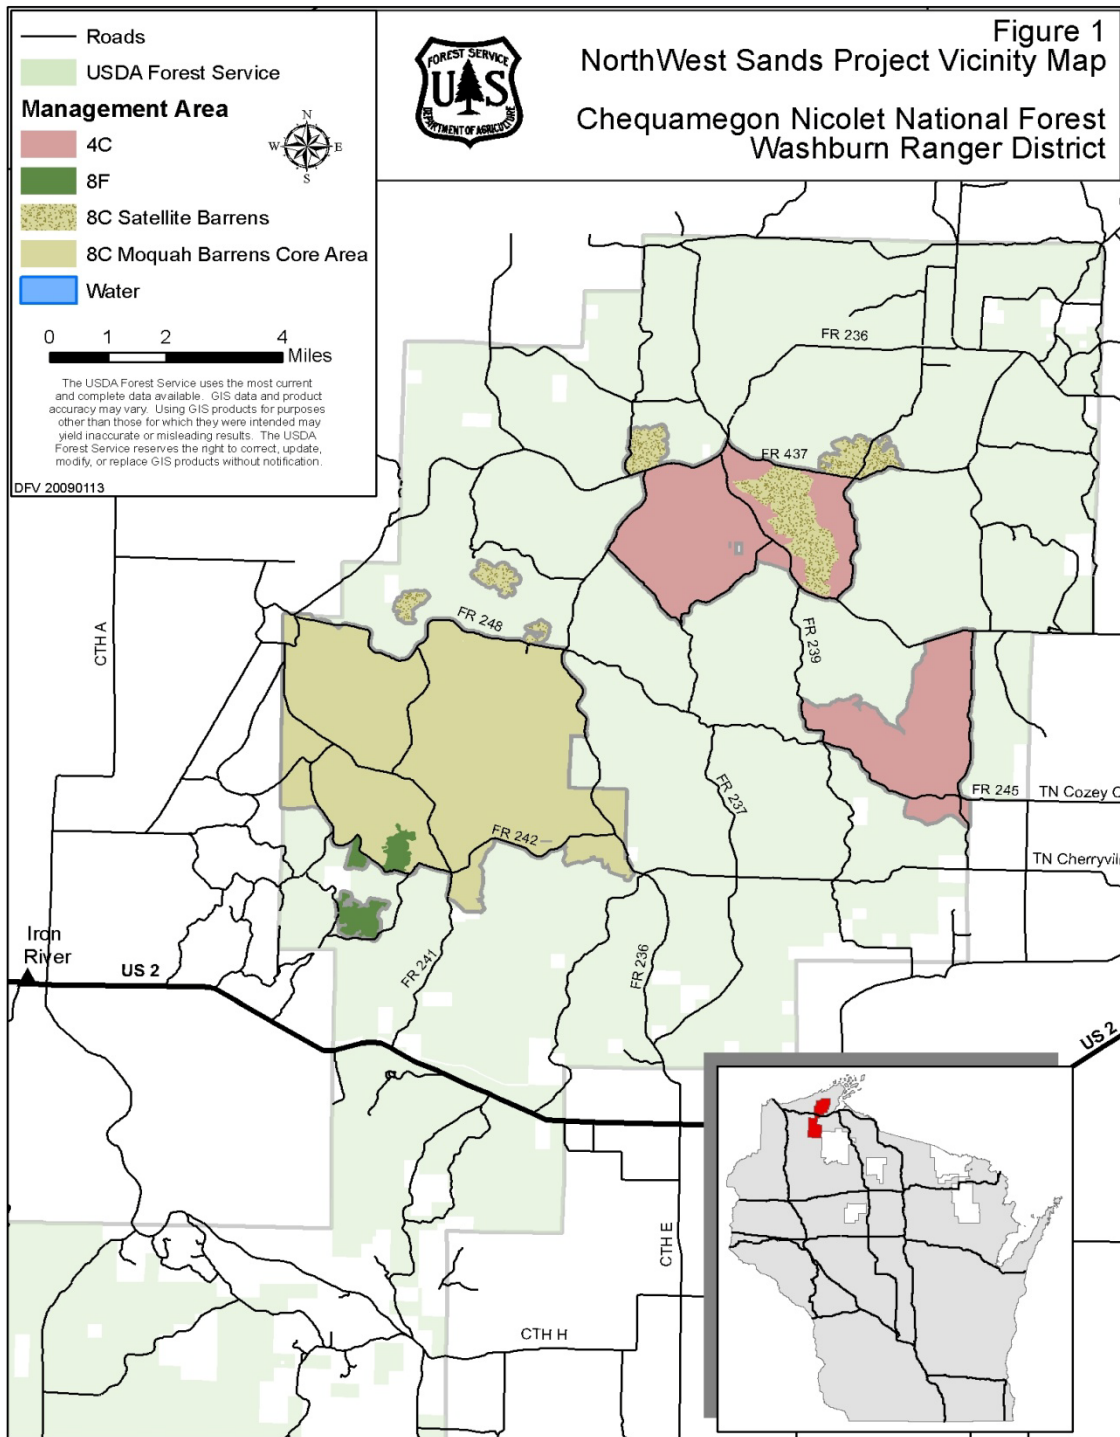 Figure 1
NorthWest Sands Project Vicinity Map
Chequamegon Nicolet National Forest
Washburn Ranger District
FOREST SERVICE
US
DEPARTMENT OF AGRICULTURE
Roads
USDA Forest Service
Management Area
4C
8F
8C Satellite Barrens
8C Moquah Barrens Core Area
Water
N
W E
S
0 1 2 4
Miles
The USDA Forest Service uses the most current
and complete data available. GIS data and product
accuracy may vary. Using GIS products for purposes
other than those for which they were intended may
yield inaccurate or misleading results. The USDA
Forest Service reserves the right to correct, update,
modify, or replace GIS products without notification.
DFV 20090113
FR 236
FR 437
FR 248
CTH A
FR 239
FR 245
TN Cozey C
FR 237
FR 242
TN Cherryvil
Iron
River
US 2
FR 241
FR 236
US 2
CTH E
CTH H